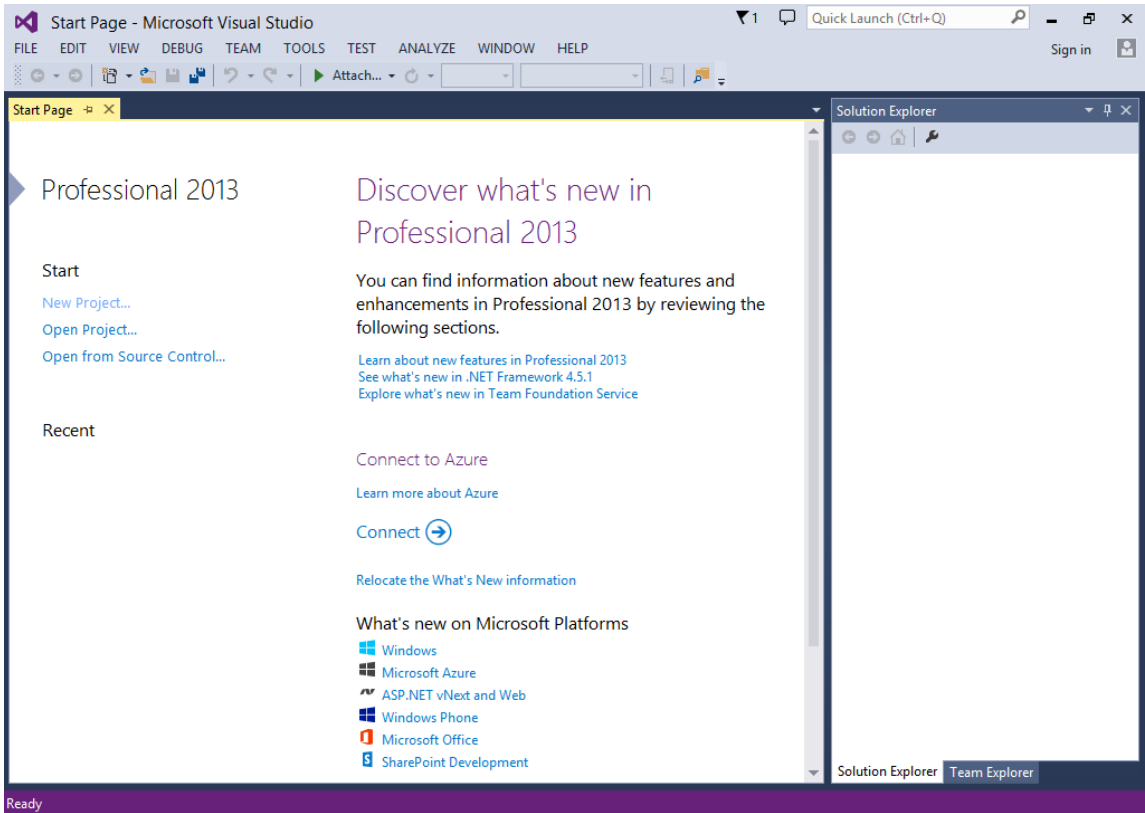 Start Page - Microsoft Visual Studio
1
Quick Launch (Ctrl+Q)
FILE EDIT VIEW DEBUG TEAM TOOLS TEST ANALYZE WINDOW HELP
Sign in
Attach...
Start Page
Professional 2013
Start
New Project...
Open Project...
Open from Source Control...
Recent
Discover what's new in
Professional 2013
You can find information about new features and
enhancements in Professional 2013 by reviewing the
following sections.
Learn about new features in Professional 2013
See what's new in .NET Framework 4.5.1
Explore what's new in Team Foundation Service
Connect to Azure
Learn more about Azure
Connect
Relocate the What's New information
What's new on Microsoft Platforms
Windows
Microsoft Azure
ASP.NET vNext and Web
Windows Phone
Microsoft Office
SharePoint Development
Solution Explorer
Solution Explorer Team Explorer
Ready